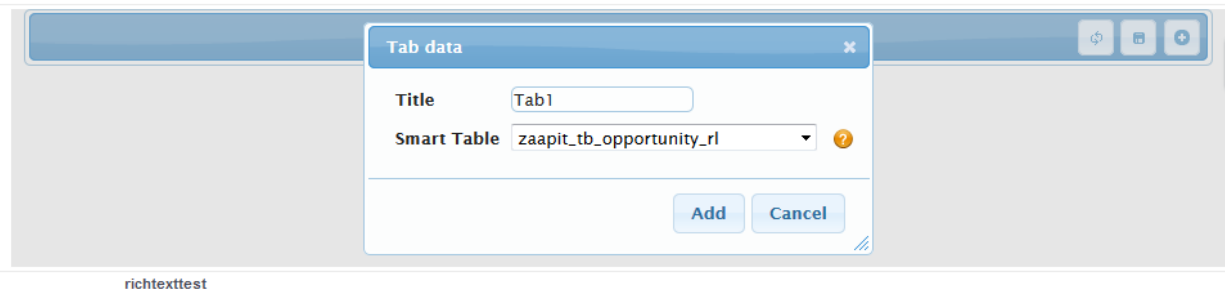 Tab data
Title Tab1
Smart Table zaapit_tb_opportunity_rl
Add Cancel
richtexttest